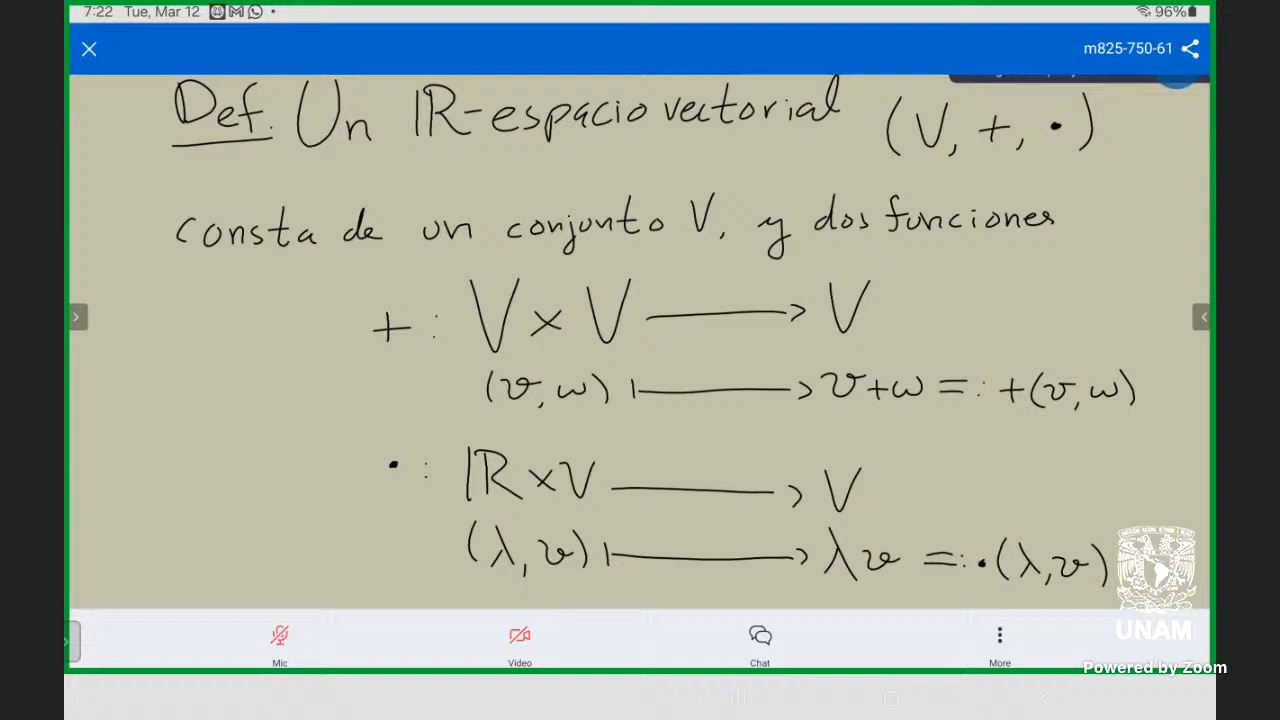 7:22 Tue, Mar 12 96%
m825-750-61
Def. Un ℝ-espacio vectorial (V, +, •)
consta de un conjunto V, y dos funciones
+ : V × V ⟶ V
(v, w) ⟼ v+w =: +(v, w)
• : ℝ × V ⟶ V
(λ, v) ⟼ λv =: •(λ, v)
UNAM
Mic Video Chat More
Powered by Zoom